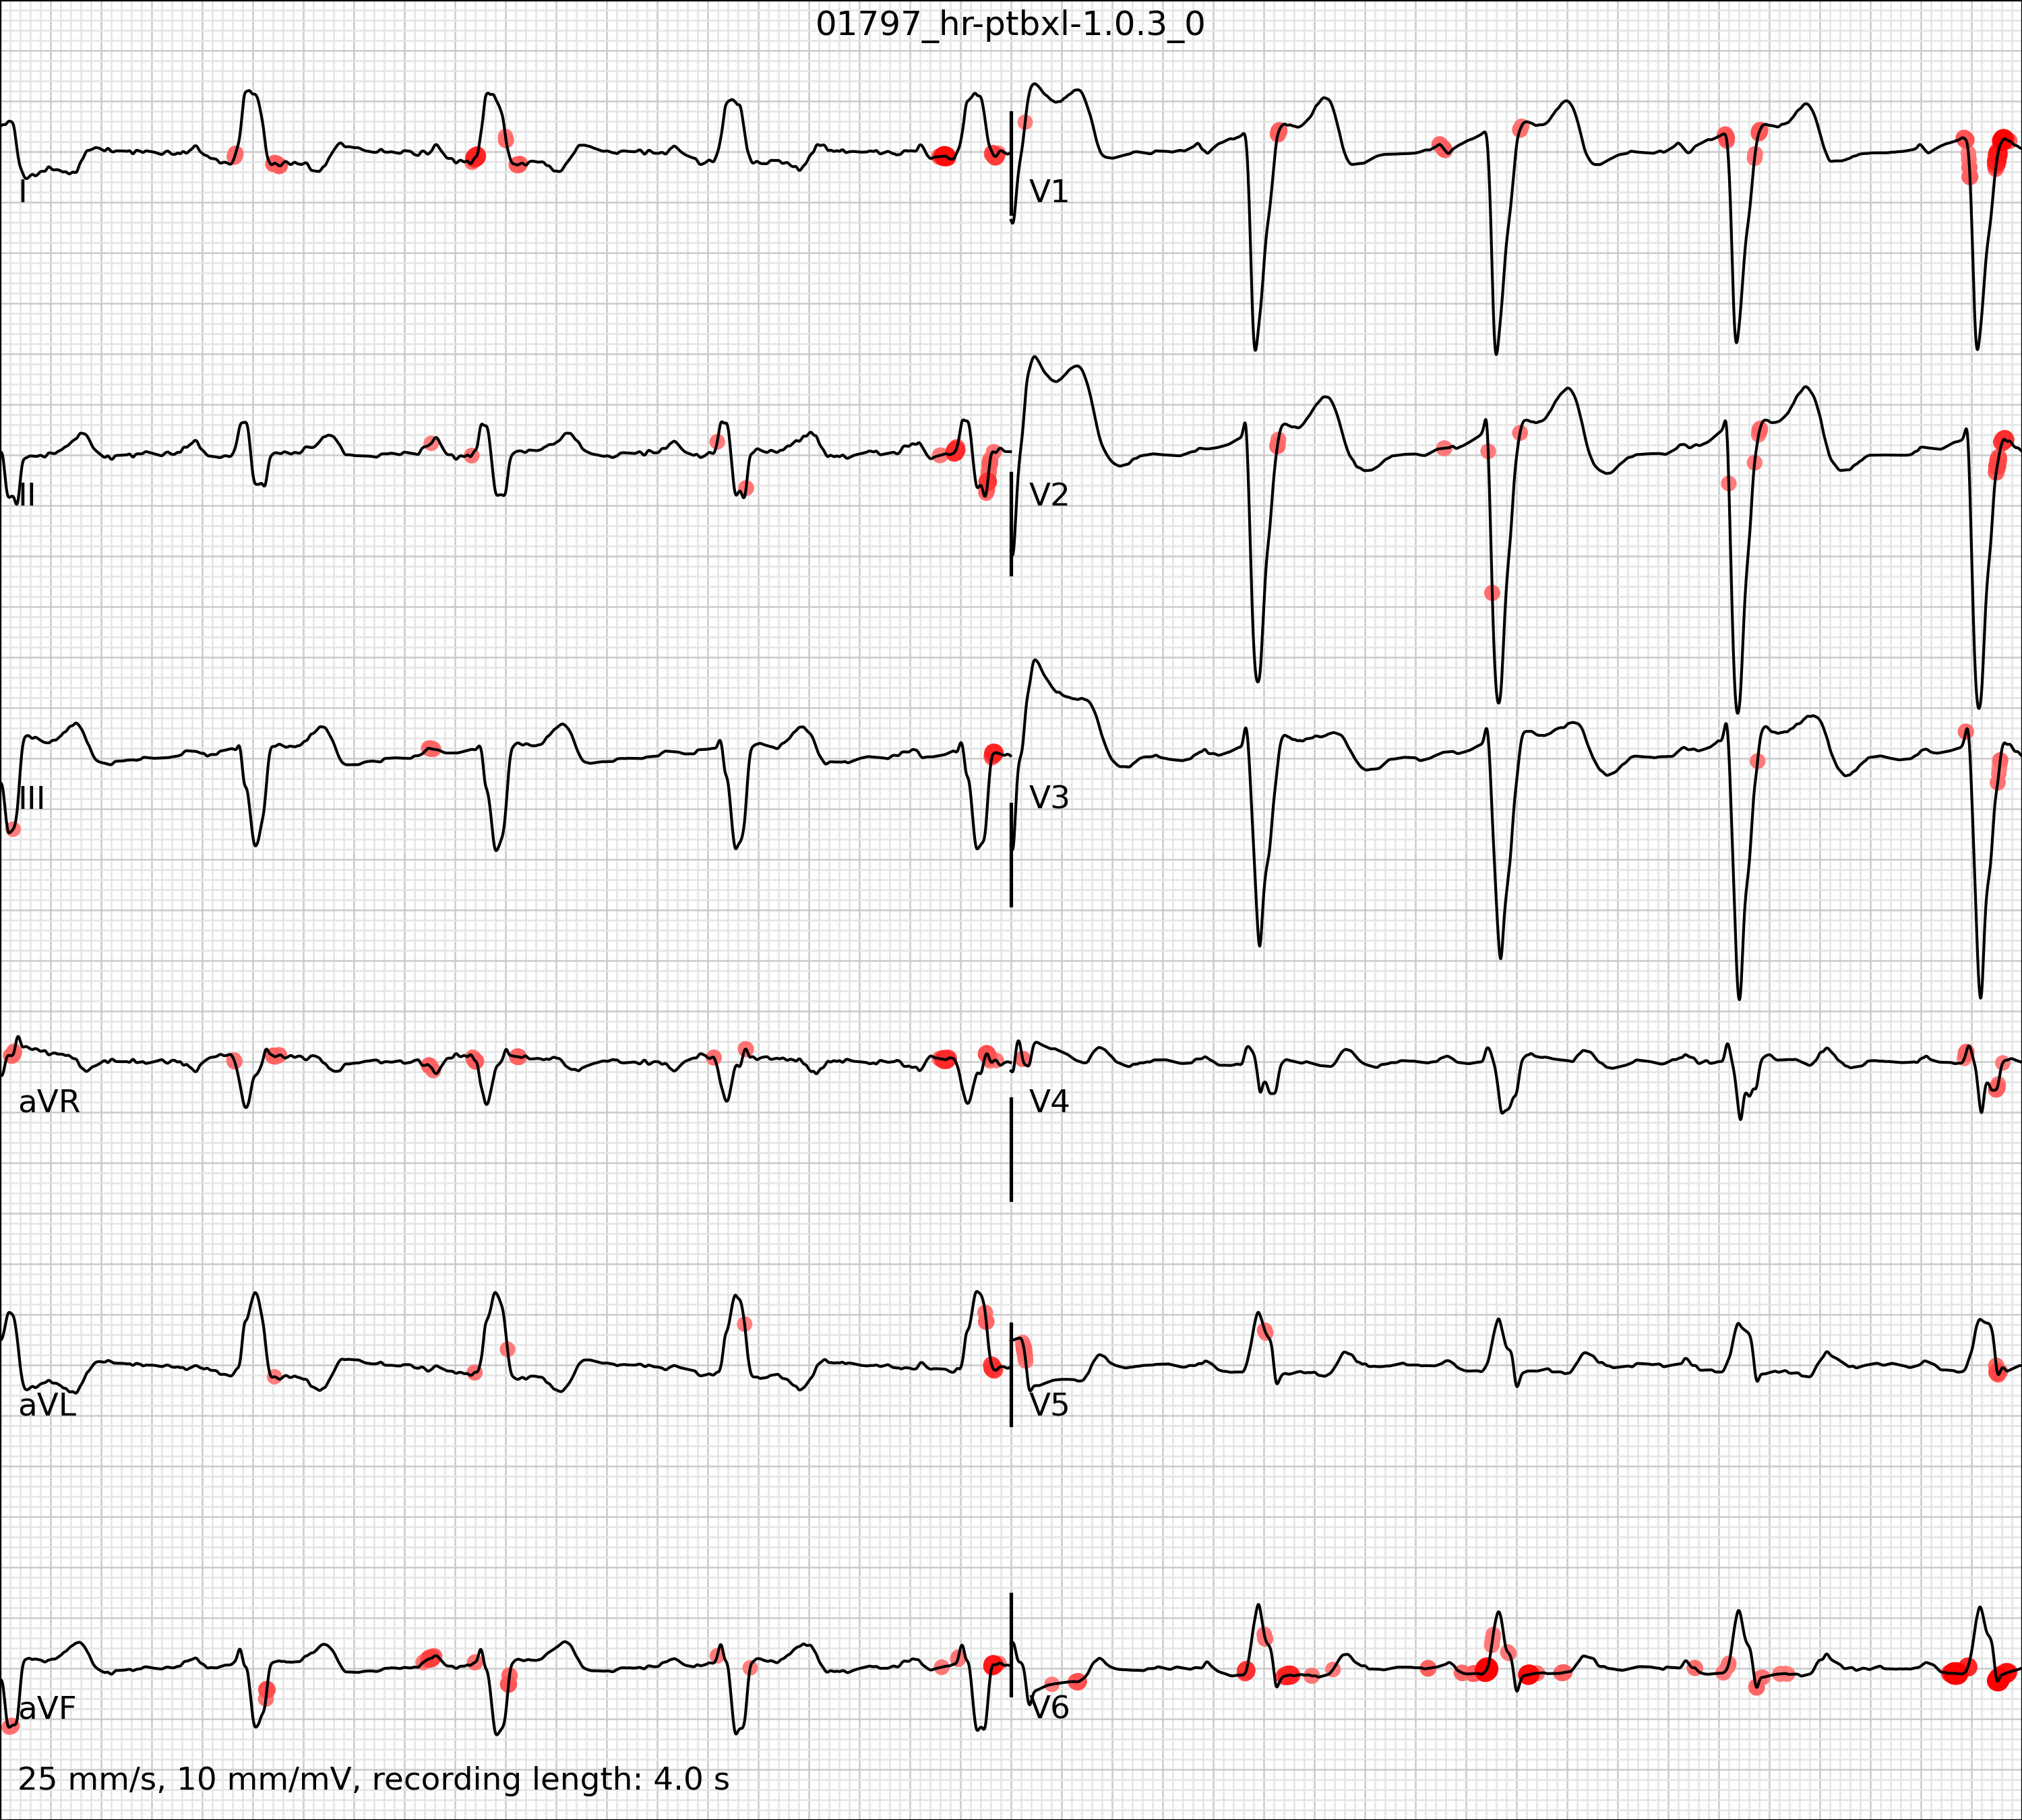 01797_hr-ptbxl-1.0.3_0
I
V1
II
V2
III
V3
aVR
V4
aVL
V5
aVF
V6
25 mm/s, 10 mm/mV, recording length: 4.0 s